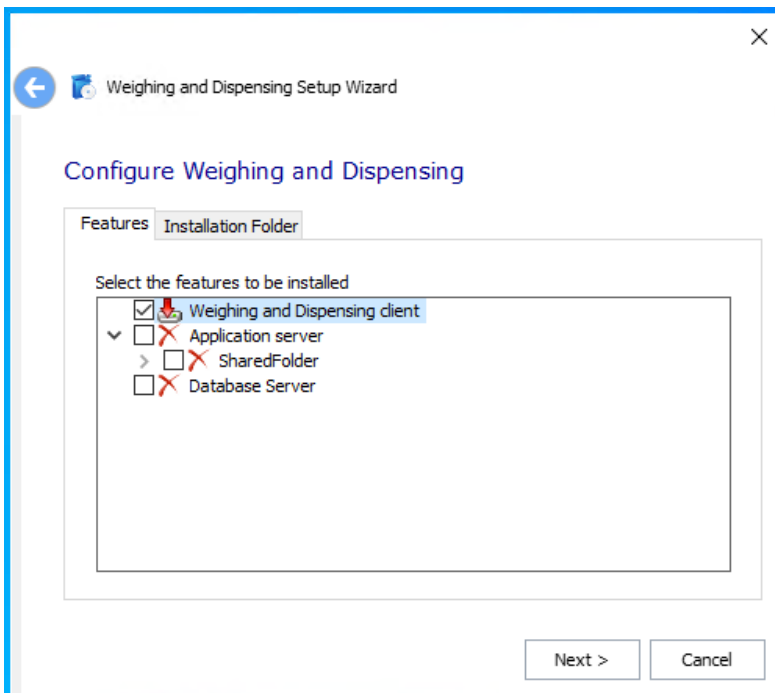 Weighing and Dispensing Setup Wizard
Configure Weighing and Dispensing
Features Installation Folder
Select the features to be installed
Weighing and Dispensing client
Application server
SharedFolder
Database Server
Next > Cancel